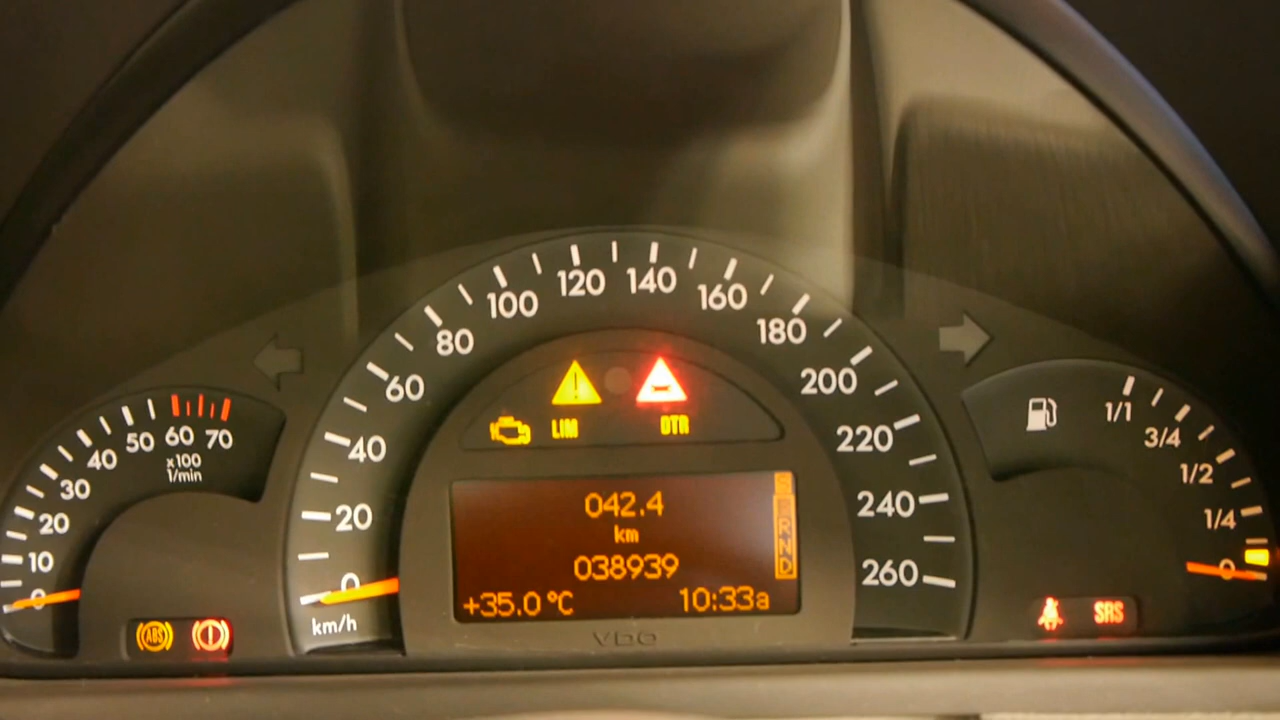 120 140
100 160
80 180
60 200
40 220
20 240
0 260
km/h
50 60 70
40
30
20
10
0
x100
1/min
1/1
3/4
1/2
1/4
0
LIM DTR
042.4
km
038939
+35.0°C 10:33a
R
N
D
VDO
ABS
SRS